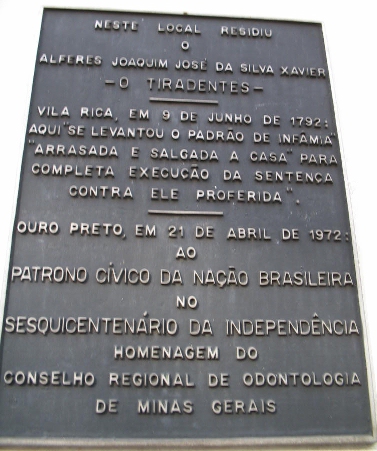 NESTE LOCAL RESIDIU
O
ALFERES JOAQUIM JOSÉ DA SILVA XAVIER
-O TIRADENTES-
VILA RICA, EM 9 DE JUNHO DE 1792:
AQUI "SE LEVANTOU O PADRÃO DE INFÂMIA"
"ARRASADA E SALGADA A CASA" PARA
COMPLETA EXECUÇÃO DA SENTENÇA
CONTRA ELE PROFERIDA".
OURO PRETO, EM 21 DE ABRIL DE 1972:
AO
PATRONO CÍVICO DA NAÇÃO BRASILEIRA
NO
SESQUICENTENÁRIO DA INDEPENDÊNCIA
HOMENAGEM DO
CONSELHO REGIONAL DE ODONTOLOGIA
DE MINAS GERAIS